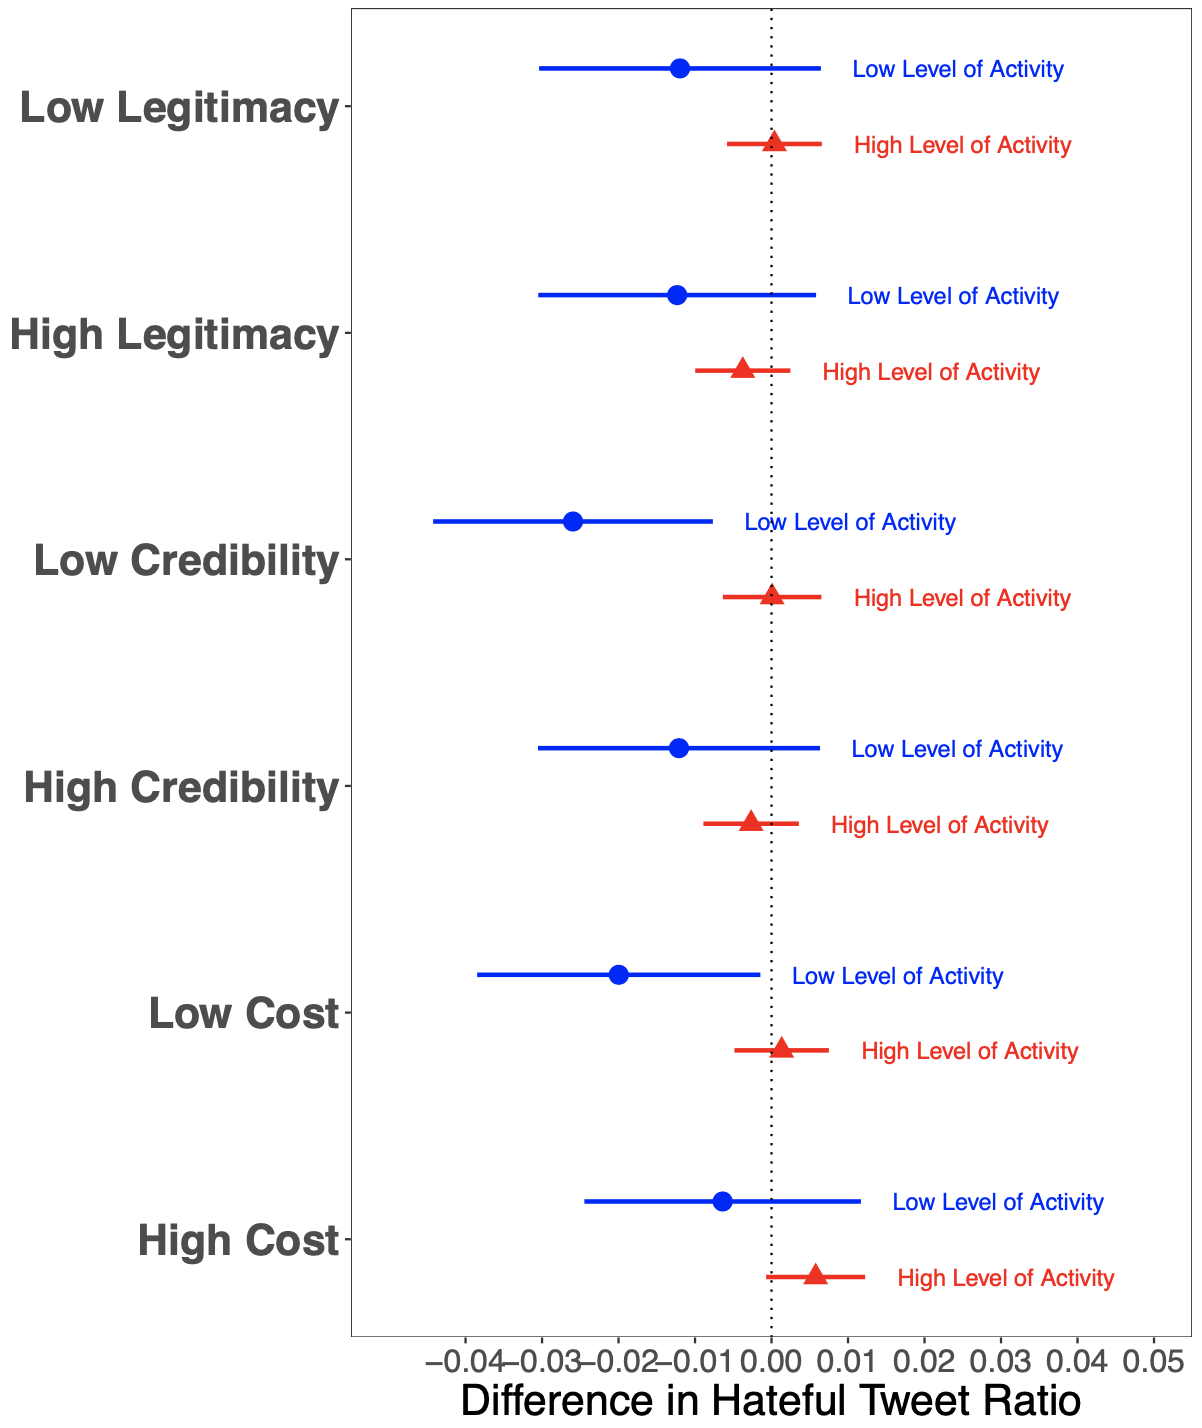 Low Level of Activity
Low Legitimacy
High Level of Activity
Low Level of Activity
High Legitimacy
High Level of Activity
Low Level of Activity
Low Credibility
High Level of Activity
Low Level of Activity
High Credibility
High Level of Activity
Low Level of Activity
Low Cost
High Level of Activity
Low Level of Activity
High Cost
High Level of Activity
−0.04 −0.03 −0.02 −0.01 0.00 0.01 0.02 0.03 0.04 0.05
Difference in Hateful Tweet Ratio